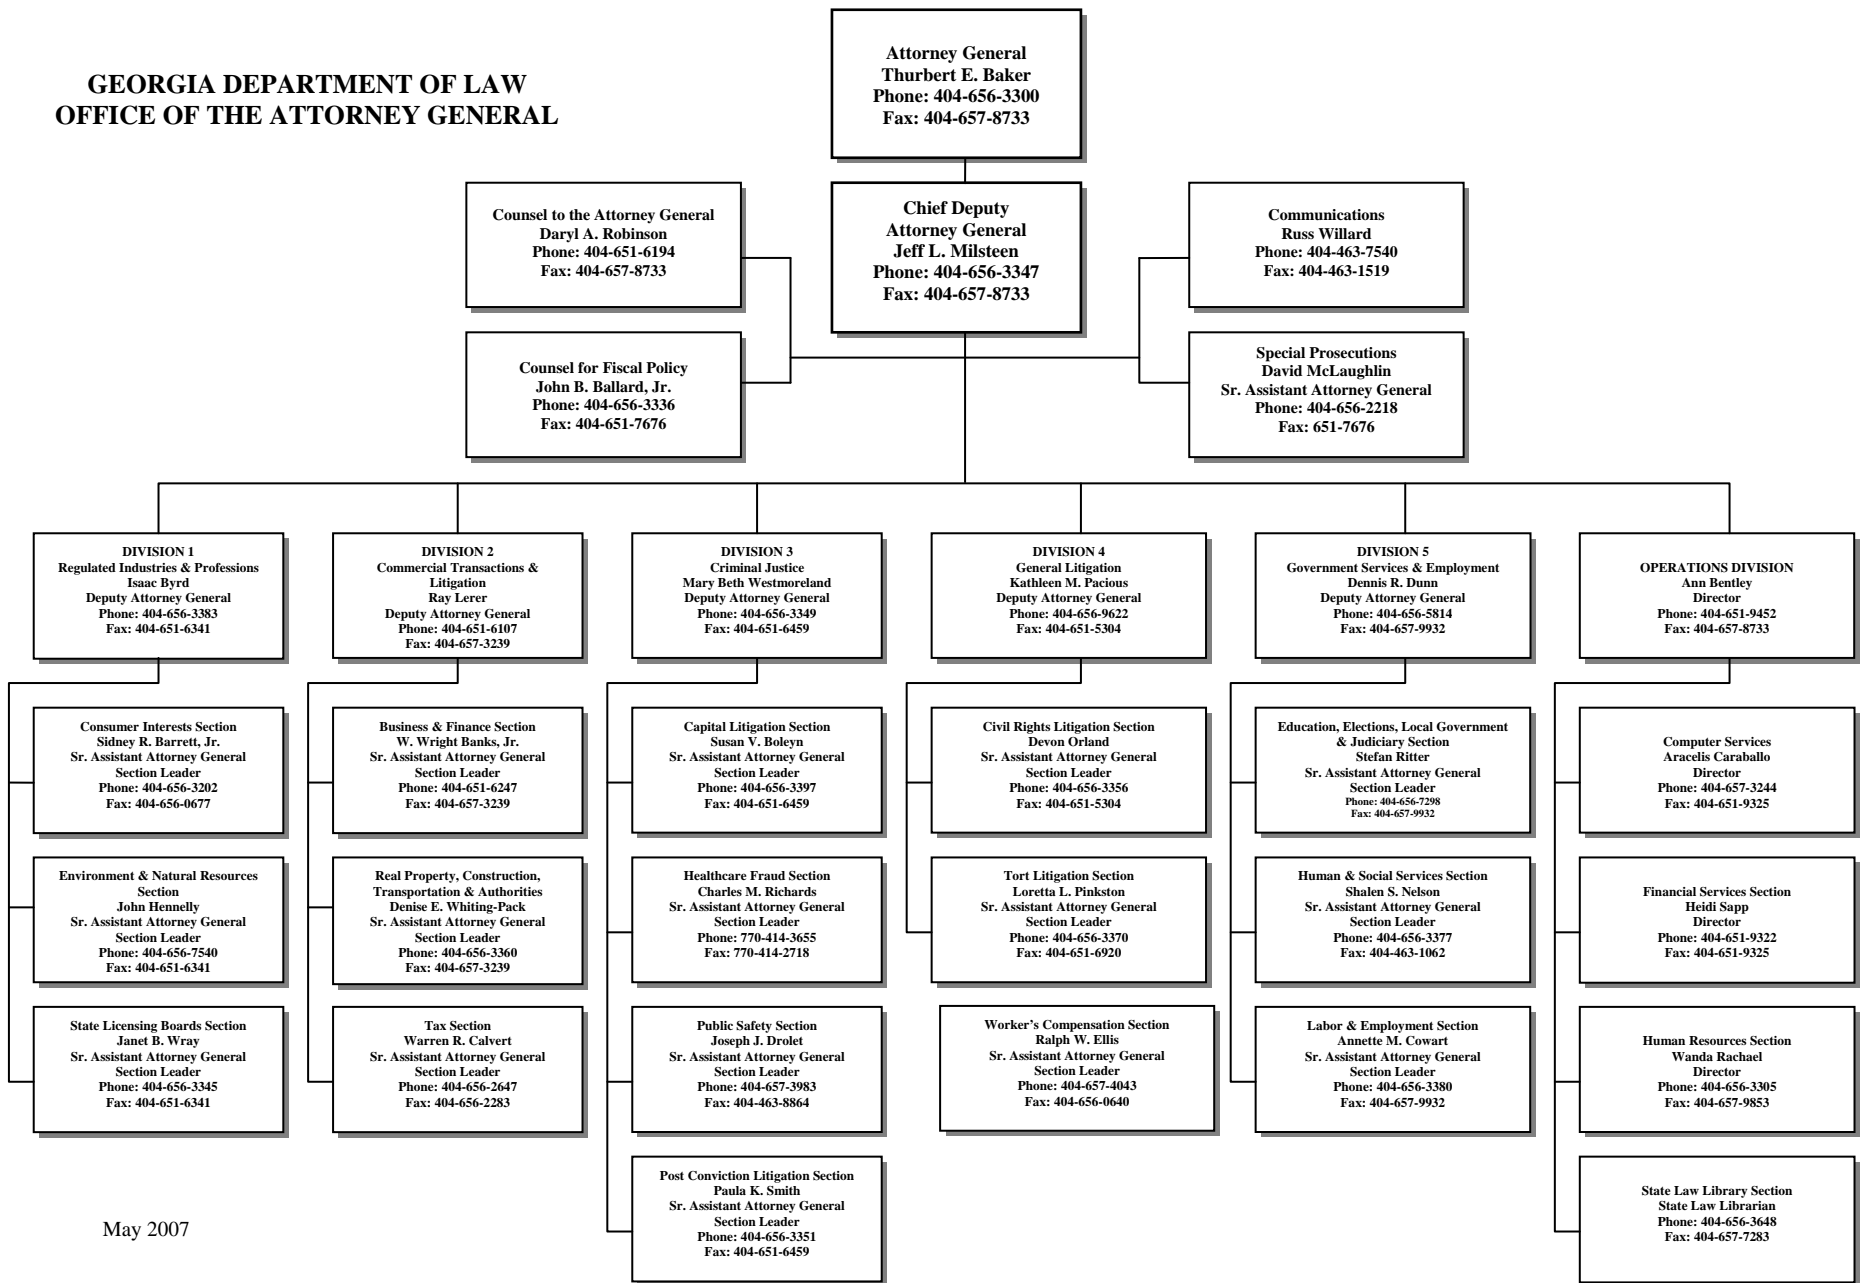 GEORGIA DEPARTMENT OF LAW
OFFICE OF THE ATTORNEY GENERAL
Attorney General
Thurbert E. Baker
Phone: 404-656-3300
Fax: 404-657-8733
Counsel to the Attorney General
Daryl A. Robinson
Phone: 404-651-6194
Fax: 404-657-8733
Chief Deputy
Attorney General
Jeff L. Milsteen
Phone: 404-656-3347
Fax: 404-657-8733
Communications
Russ Willard
Phone: 404-463-7540
Fax: 404-463-1519
Counsel for Fiscal Policy
John B. Ballard, Jr.
Phone: 404-656-3336
Fax: 404-651-7676
Special Prosecutions
David McLaughlin
Sr. Assistant Attorney General
Phone: 404-656-2218
Fax: 651-7676
DIVISION 1
Regulated Industries & Professions
Isaac Byrd
Deputy Attorney General
Phone: 404-656-3383
Fax: 404-651-6341
DIVISION 2
Commercial Transactions &
Litigation
Ray Lerer
Deputy Attorney General
Phone: 404-651-6107
Fax: 404-657-3239
DIVISION 3
Criminal Justice
Mary Beth Westmoreland
Deputy Attorney General
Phone: 404-656-3349
Fax: 404-651-6459
DIVISION 4
General Litigation
Kathleen M. Pacious
Deputy Attorney General
Phone: 404-656-9622
Fax: 404-651-5304
DIVISION 5
Government Services & Employment
Dennis R. Dunn
Deputy Attorney General
Phone: 404-656-5814
Fax: 404-657-9932
OPERATIONS DIVISION
Ann Bentley
Director
Phone: 404-651-9452
Fax: 404-657-8733
Consumer Interests Section
Sidney R. Barrett, Jr.
Sr. Assistant Attorney General
Section Leader
Phone: 404-656-3202
Fax: 404-656-0677
Business & Finance Section
W. Wright Banks, Jr.
Sr. Assistant Attorney General
Section Leader
Phone: 404-651-6247
Fax: 404-657-3239
Capital Litigation Section
Susan V. Boleyn
Sr. Assistant Attorney General
Section Leader
Phone: 404-656-3397
Fax: 404-651-6459
Civil Rights Litigation Section
Devon Orland
Sr. Assistant Attorney General
Section Leader
Phone: 404-656-3356
Fax: 404-651-5304
Education, Elections, Local Government
& Judiciary Section
Stefan Ritter
Sr. Assistant Attorney General
Section Leader
Phone: 404-656-7298
Fax: 404-657-9932
Computer Services
Aracelis Caraballo
Director
Phone: 404-657-3244
Fax: 404-651-9325
Environment & Natural Resources
Section
John Hennelly
Sr. Assistant Attorney General
Section Leader
Phone: 404-656-7540
Fax: 404-651-6341
Real Property, Construction,
Transportation & Authorities
Denise E. Whiting-Pack
Sr. Assistant Attorney General
Section Leader
Phone: 404-656-3360
Fax: 404-657-3239
Healthcare Fraud Section
Charles M. Richards
Sr. Assistant Attorney General
Section Leader
Phone: 770-414-3655
Fax: 770-414-2718
Tort Litigation Section
Loretta L. Pinkston
Sr. Assistant Attorney General
Section Leader
Phone: 404-656-3370
Fax: 404-651-6920
Human & Social Services Section
Shalen S. Nelson
Sr. Assistant Attorney General
Section Leader
Phone: 404-656-3377
Fax: 404-463-1062
Financial Services Section
Heidi Sapp
Director
Phone: 404-651-9322
Fax: 404-651-9325
State Licensing Boards Section
Janet B. Wray
Sr. Assistant Attorney General
Section Leader
Phone: 404-656-3345
Fax: 404-651-6341
Tax Section
Warren R. Calvert
Sr. Assistant Attorney General
Section Leader
Phone: 404-656-2647
Fax: 404-656-2283
Public Safety Section
Joseph J. Drolet
Sr. Assistant Attorney General
Section Leader
Phone: 404-657-3983
Fax: 404-463-8864
Worker's Compensation Section
Ralph W. Ellis
Sr. Assistant Attorney General
Section Leader
Phone: 404-657-4043
Fax: 404-656-0640
Labor & Employment Section
Annette M. Cowart
Sr. Assistant Attorney General
Section Leader
Phone: 404-656-3380
Fax: 404-657-9932
Human Resources Section
Wanda Rachael
Director
Phone: 404-656-3305
Fax: 404-657-9853
Post Conviction Litigation Section
Paula K. Smith
Sr. Assistant Attorney General
Section Leader
Phone: 404-656-3351
Fax: 404-651-6459
State Law Library Section
State Law Librarian
Phone: 404-656-3648
Fax: 404-657-7283
May 2007